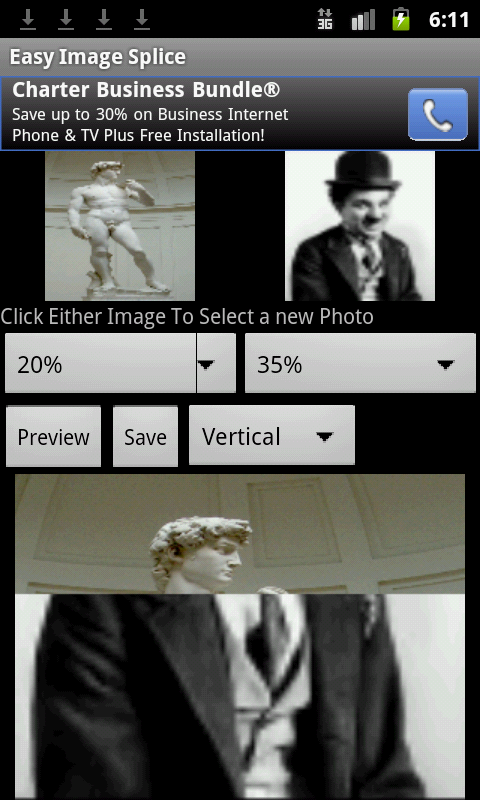 3G 6:11
Easy Image Splice
Charter Business Bundle®
Save up to 30% on Business Internet
Phone & TV Plus Free Installation!
Click Either Image To Select a new Photo
20% 35%
Preview Save Vertical